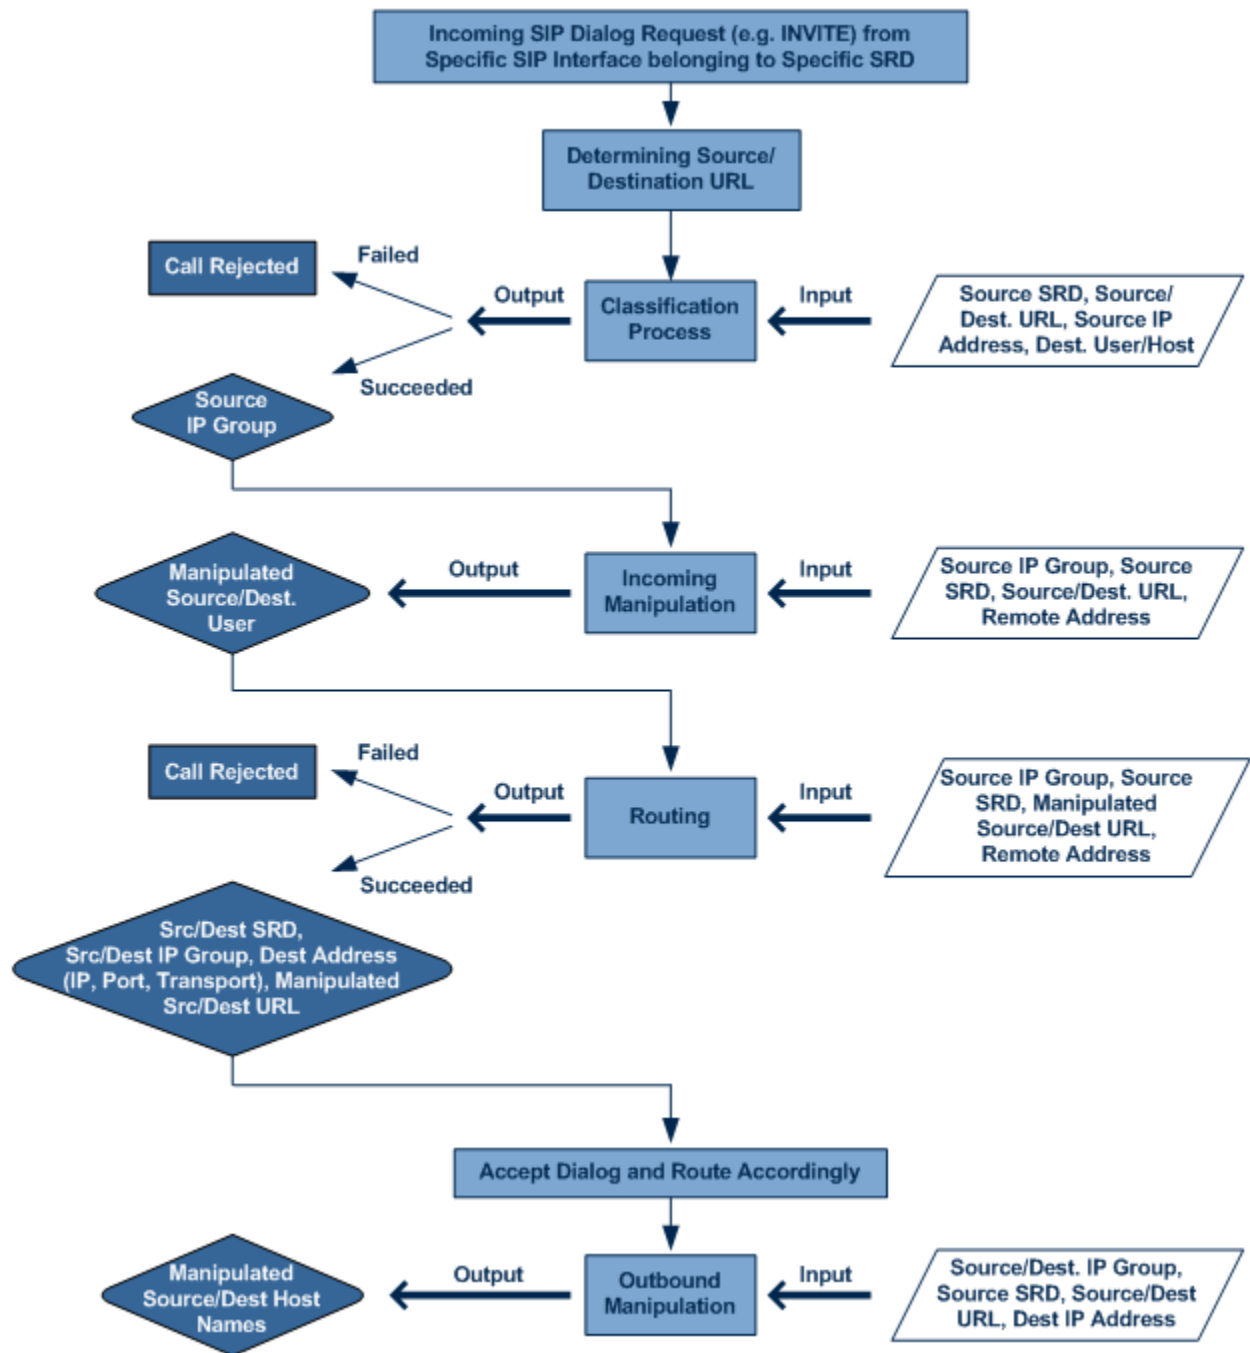 Incoming SIP Dialog Request (e.g. INVITE) from
Specific SIP Interface belonging to Specific SRD
Determining Source/
Destination URL
Call Rejected
Failed
Output
Classification
Process
Input
Source SRD, Source/
Dest. URL, Source IP
Address, Dest. User/Host
Succeeded
Source
IP Group
Manipulated
Source/Dest.
User
Output
Incoming
Manipulation
Input
Source IP Group, Source
SRD, Source/Dest. URL,
Remote Address
Call Rejected
Failed
Output
Routing
Input
Source IP Group, Source
SRD, Manipulated
Source/Dest URL,
Remote Address
Succeeded
Src/Dest SRD,
Src/Dest IP Group, Dest Address
(IP, Port, Transport), Manipulated
Src/Dest URL
Accept Dialog and Route Accordingly
Manipulated
Source/Dest Host
Names
Output
Outbound
Manipulation
Input
Source/Dest. IP Group,
Source SRD, Source/Dest
URL, Dest IP Address